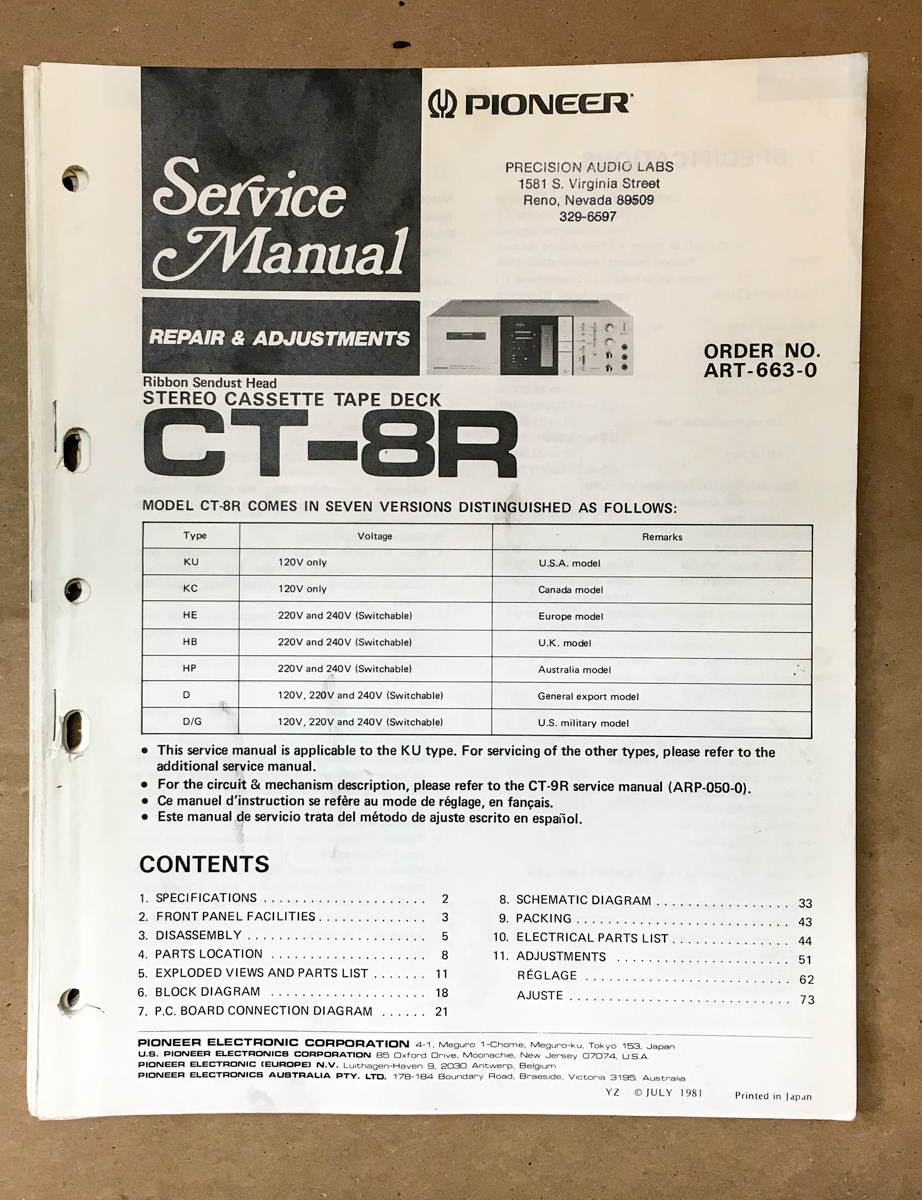 PIONEER
Service
Manual
PRECISION AUDIO LABS
1581 S. Virginia Street
Reno, Nevada 89509
329-6597
REPAIR & ADJUSTMENTS
ORDER NO.
ART-663-0
Ribbon Sendust Head
STEREO CASSETTE TAPE DECK
CT-8R
MODEL CT-8R COMES IN SEVEN VERSIONS DISTINGUISHED AS FOLLOWS:
Type Voltage Remarks
KU 120V only U.S.A. model
KC 120V only Canada model
HE 220V and 240V (Switchable) Europe model
HB 220V and 240V (Switchable) U.K. model
HP 220V and 240V (Switchable) Australia model
D 120V, 220V and 240V (Switchable) General export model
D/G 120V, 220V and 240V (Switchable) U.S. military model
• This service manual is applicable to the KU type. For servicing of the other types, please refer to the
additional service manual.
• For the circuit & mechanism description, please refer to the CT-9R service manual (ARP-050-0).
• Ce manuel d'instruction se refère au mode de réglage, en français.
• Este manual de servicio trata del método de ajuste escrito en español.
CONTENTS
1. SPECIFICATIONS . . . . . . . . . . . . . . . . . . . . . . 2
2. FRONT PANEL FACILITIES . . . . . . . . . . . . . . 3
3. DISASSEMBLY . . . . . . . . . . . . . . . . . . . . . . . . 5
4. PARTS LOCATION . . . . . . . . . . . . . . . . . . . . . 8
5. EXPLODED VIEWS AND PARTS LIST . . . . . . . 11
6. BLOCK DIAGRAM . . . . . . . . . . . . . . . . . . . . . 18
7. P.C. BOARD CONNECTION DIAGRAM . . . . . . 21
8. SCHEMATIC DIAGRAM . . . . . . . . . . . . . . . . . . 33
9. PACKING . . . . . . . . . . . . . . . . . . . . . . . . . . . . 43
10. ELECTRICAL PARTS LIST . . . . . . . . . . . . . . . . 44
11. ADJUSTMENTS . . . . . . . . . . . . . . . . . . . . . . . 51
RÉGLAGE . . . . . . . . . . . . . . . . . . . . . . . . . . . 62
AJUSTE . . . . . . . . . . . . . . . . . . . . . . . . . . . . . 73
PIONEER ELECTRONIC CORPORATION 4-1, Meguro 1-Chome, Meguro-ku, Tokyo 153, Japan
U.S. PIONEER ELECTRONICS CORPORATION 85 Oxford Drive, Moonachie, New Jersey 07074, U.S.A.
PIONEER ELECTRONIC (EUROPE) N.V. Luithagen-Haven 9, 2030 Antwerp, Belgium
PIONEER ELECTRONICS AUSTRALIA PTY. LTD. 178-184 Boundary Road, Braeside, Victoria 3195, Australia
YZ © JULY 1981 Printed in Japan